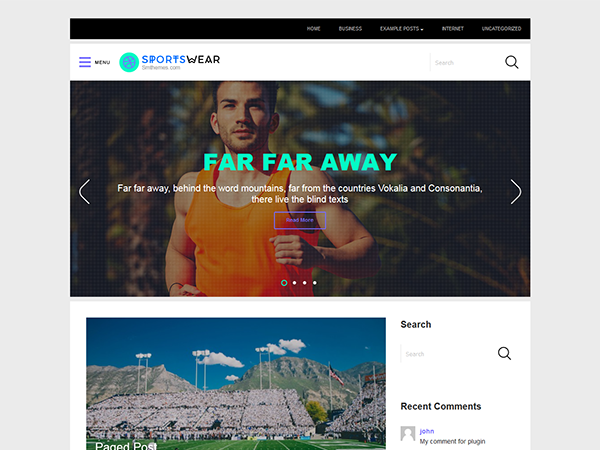 HOME BUSINESS EXAMPLE POSTS INTERNET UNCATEGORIZED
MENU SPORTSWEAR Search
Smthemes.com
FAR FAR AWAY
Far far away, behind the word mountains, far from the countries Vokalia and Consonantia,
there live the blind texts
Read More
Search
Search
Recent Comments
john
My comment for plugin
Paged Post